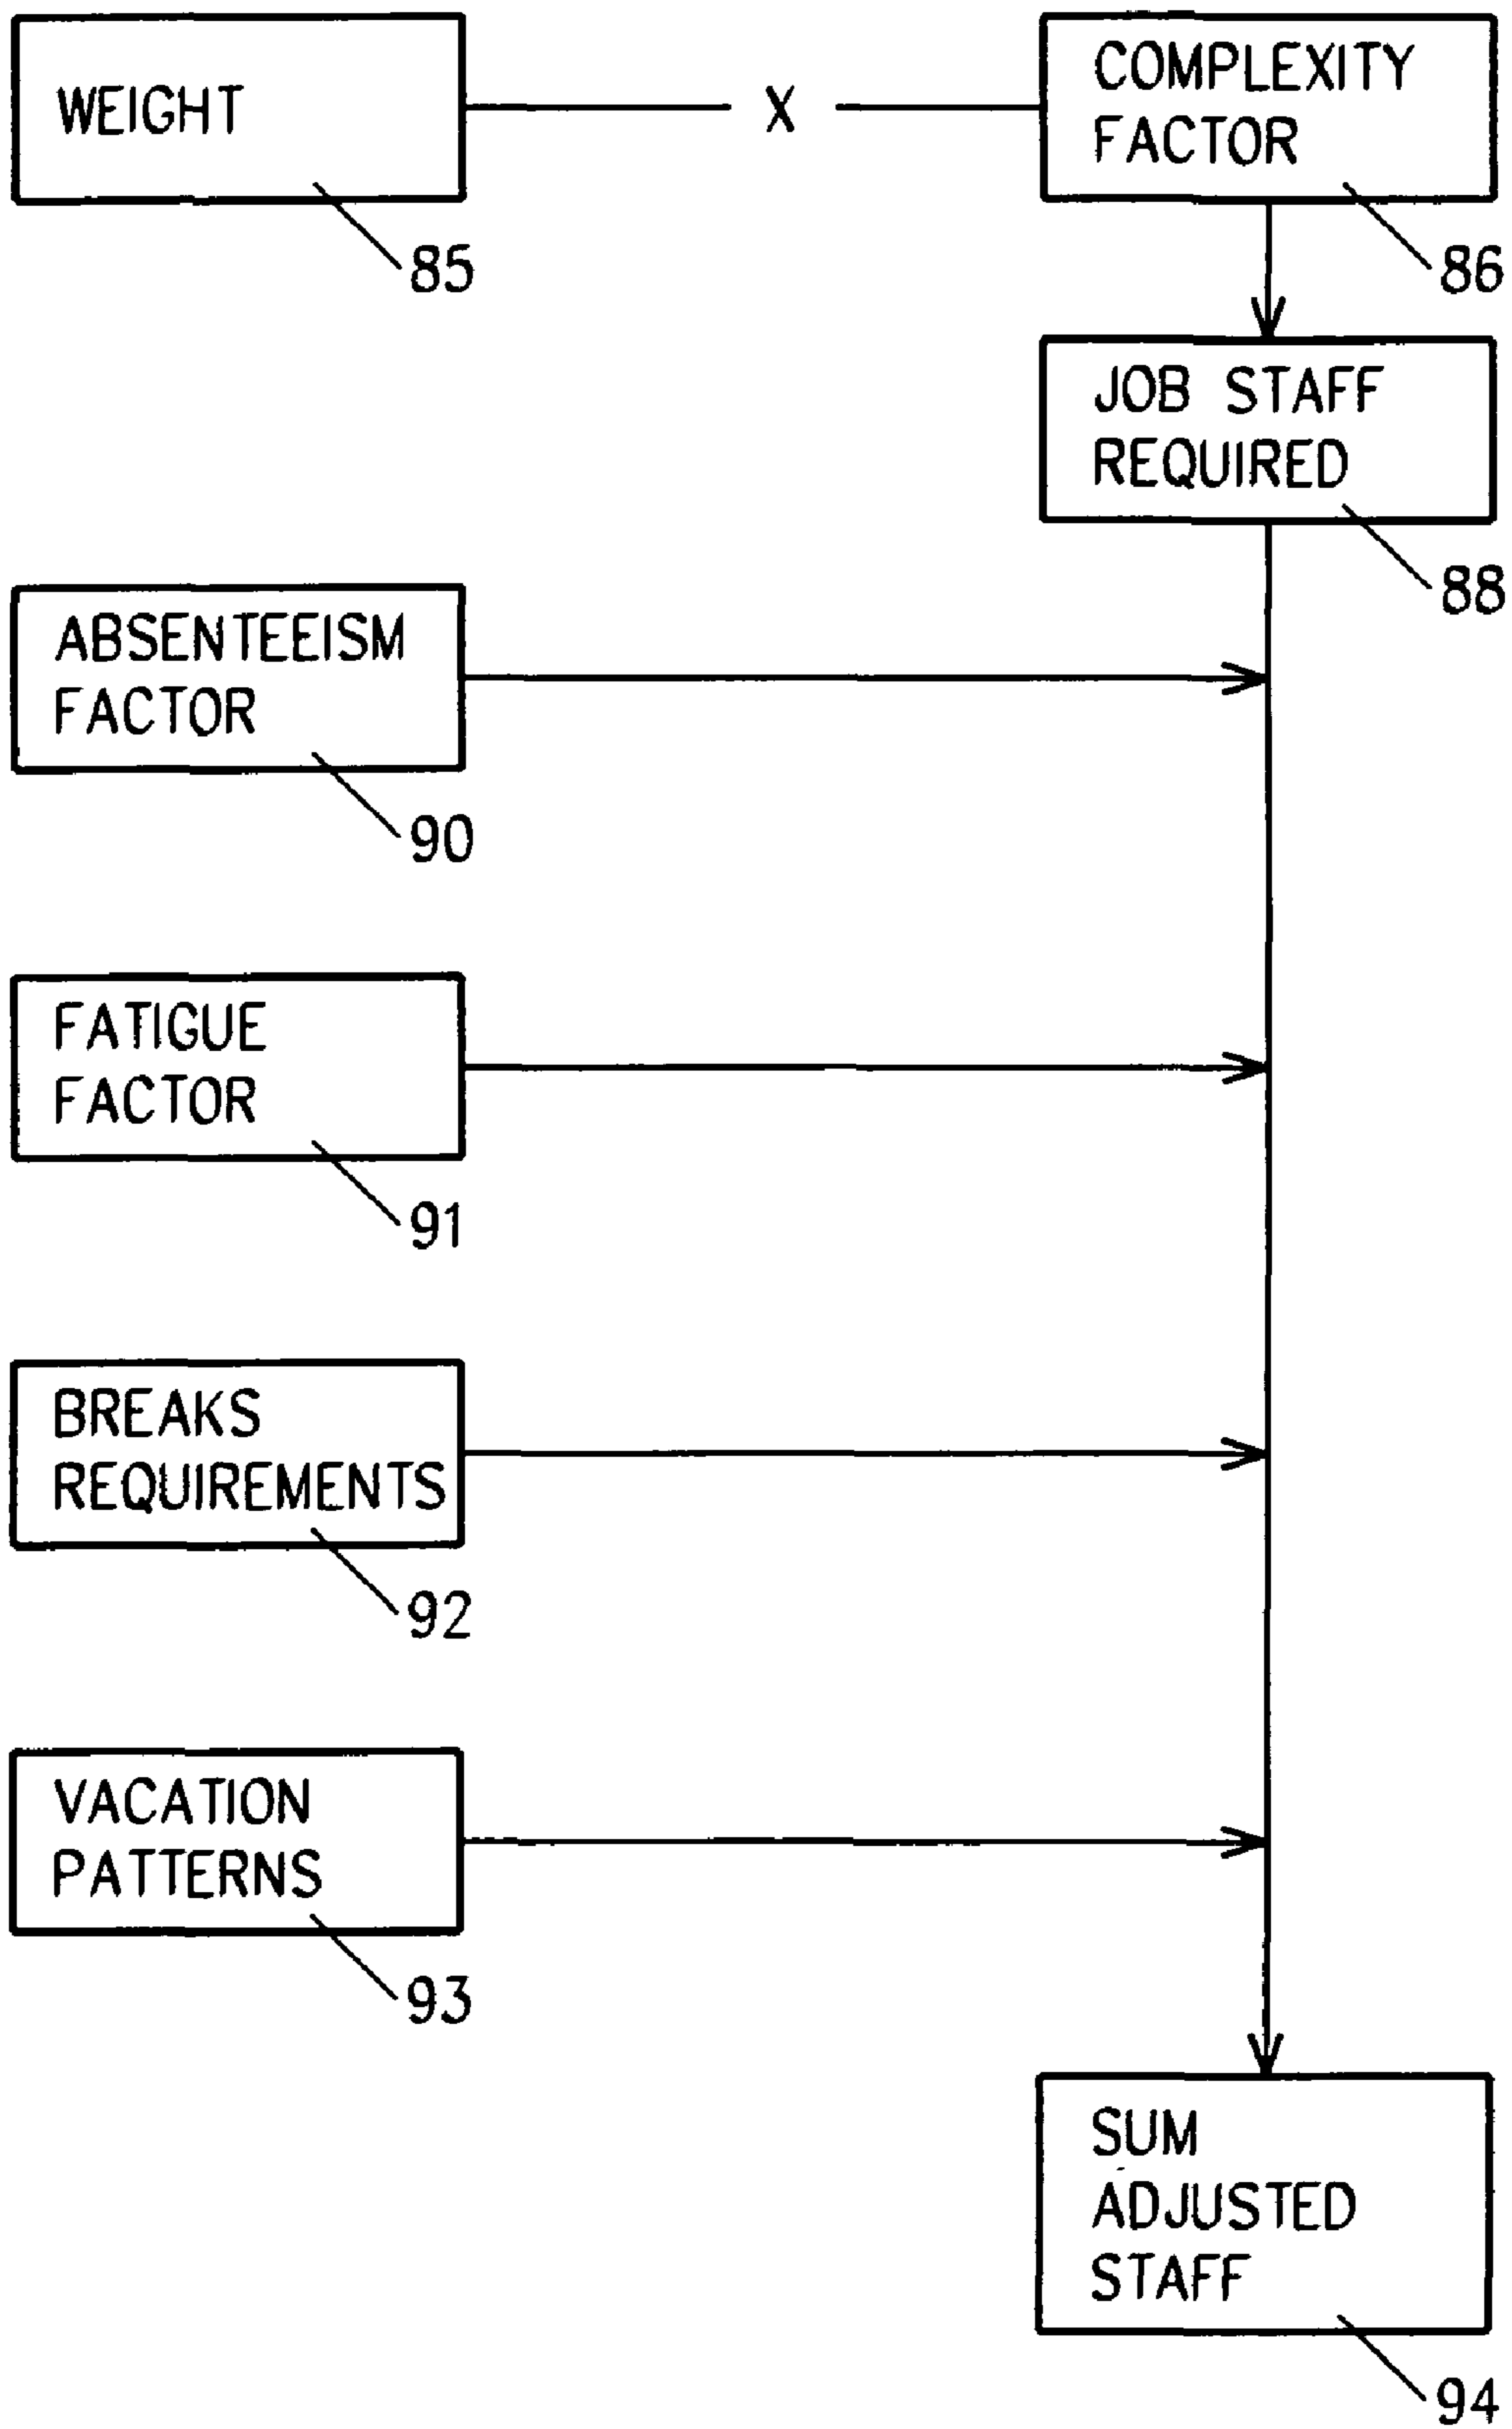 WEIGHT
X
COMPLEXITY
FACTOR
85
86
JOB STAFF
REQUIRED
88
ABSENTEEISM
FACTOR
90
FATIGUE
FACTOR
91
BREAKS
REQUIREMENTS
92
VACATION
PATTERNS
93
SUM
ADJUSTED
STAFF
94